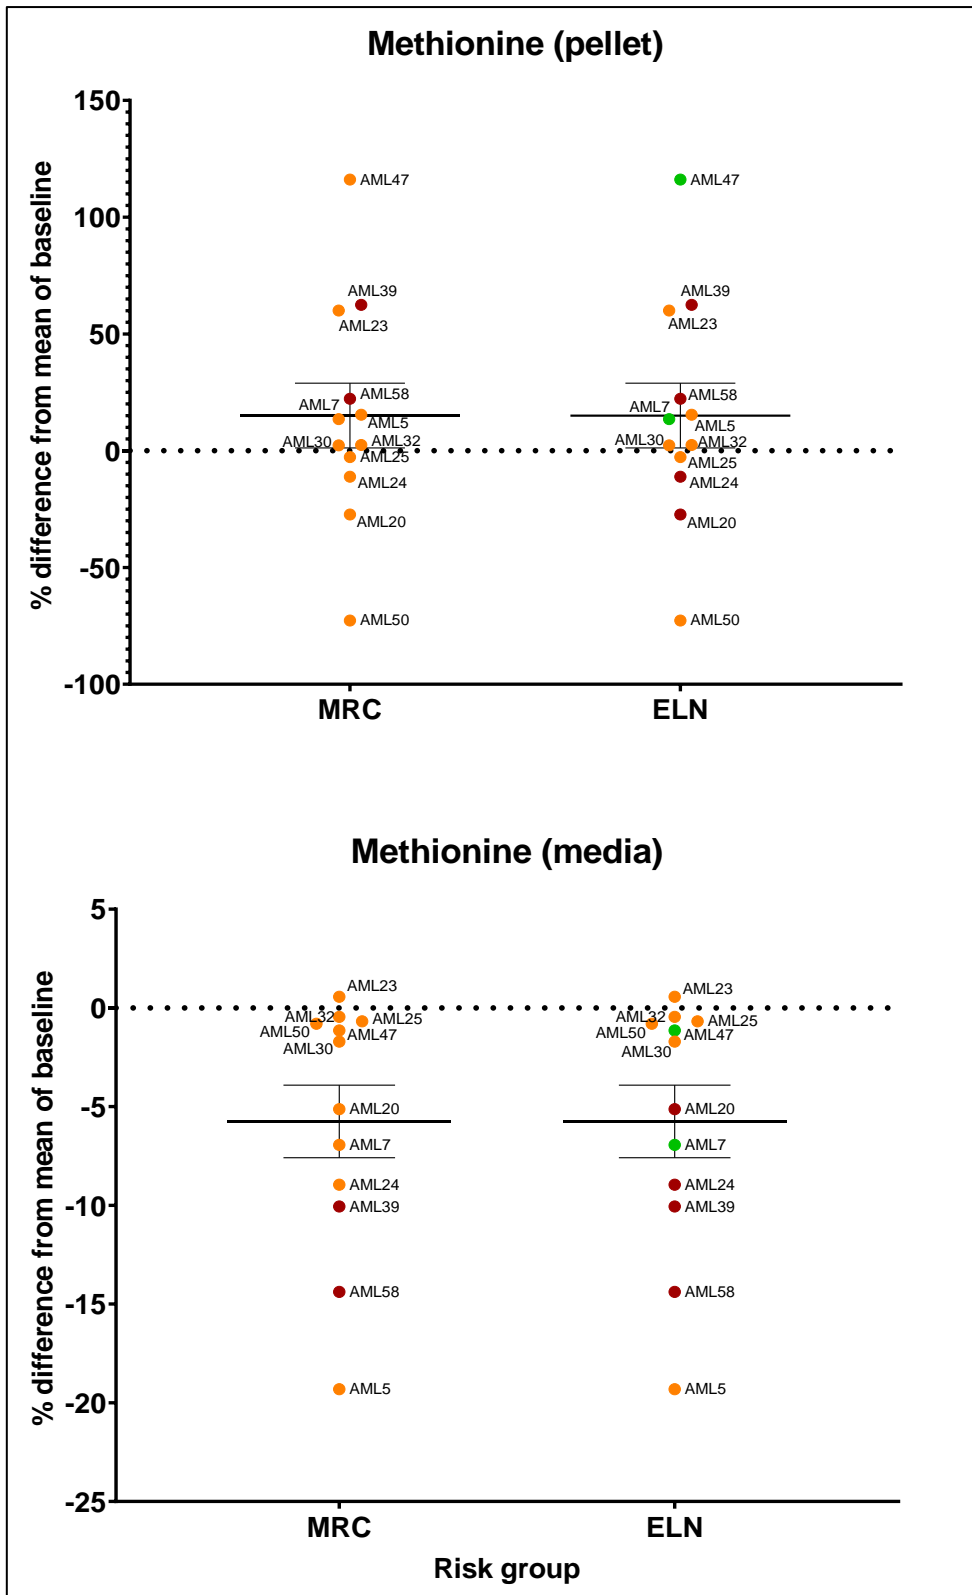 Methionine (pellet)
% difference from mean of baseline
150
100
50
0
-50
-100
AML47
AML39
AML23
AML58
AML7
AML5
AML30
AML32
AML25
AML24
AML20
AML50
AML47
AML39
AML23
AML58
AML7
AML5
AML30
AML32
AML25
AML24
AML20
AML50
MRC
ELN
Methionine (media)
% difference from mean of baseline
5
0
-5
-10
-15
-20
-25
AML23
AML32
AML25
AML50
AML47
AML30
AML20
AML7
AML24
AML39
AML58
AML5
AML23
AML32
AML25
AML50
AML47
AML30
AML20
AML7
AML24
AML39
AML58
AML5
MRC
ELN
Risk group